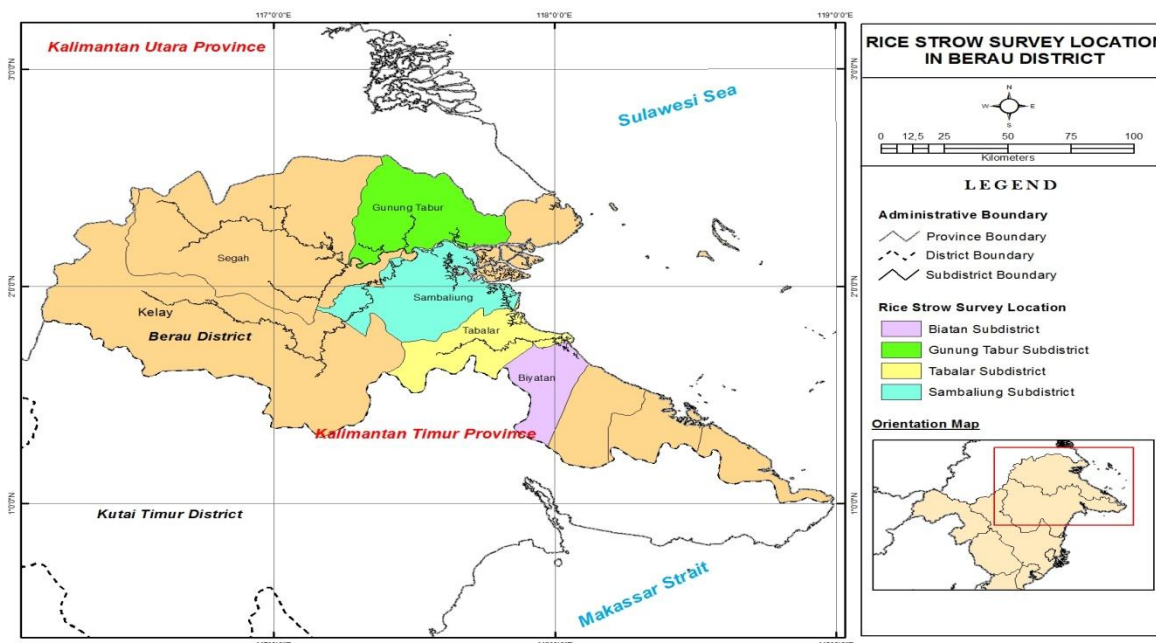 117°0'0"E
118°0'0"E
119°0'0"E
Kalimantan Utara Province
3°0'0"N
3°0'0"N
Sulawesi Sea
Gunung Tabur
Segah
2°0'0"N
2°0'0"N
Sambaliung
Kelay
Berau District
Tabalar
Biyatan
Kalimantan Timur Province
1°0'0"N
1°0'0"N
Kutai Timur District
Makassar Strait
RICE STROW SURVEY LOCATION
IN BERAU DISTRICT
N
W E
S
0 12,5 25 50 75 100
Kilometers
LEGEND
Administrative Boundary
Province Boundary
District Boundary
Subdistrict Boundary
Rice Strow Survey Location
Biatan Subdistrict
Gunung Tabur Subdistrict
Tabalar Subdistrict
Sambaliung Subdistrict
Orientation Map